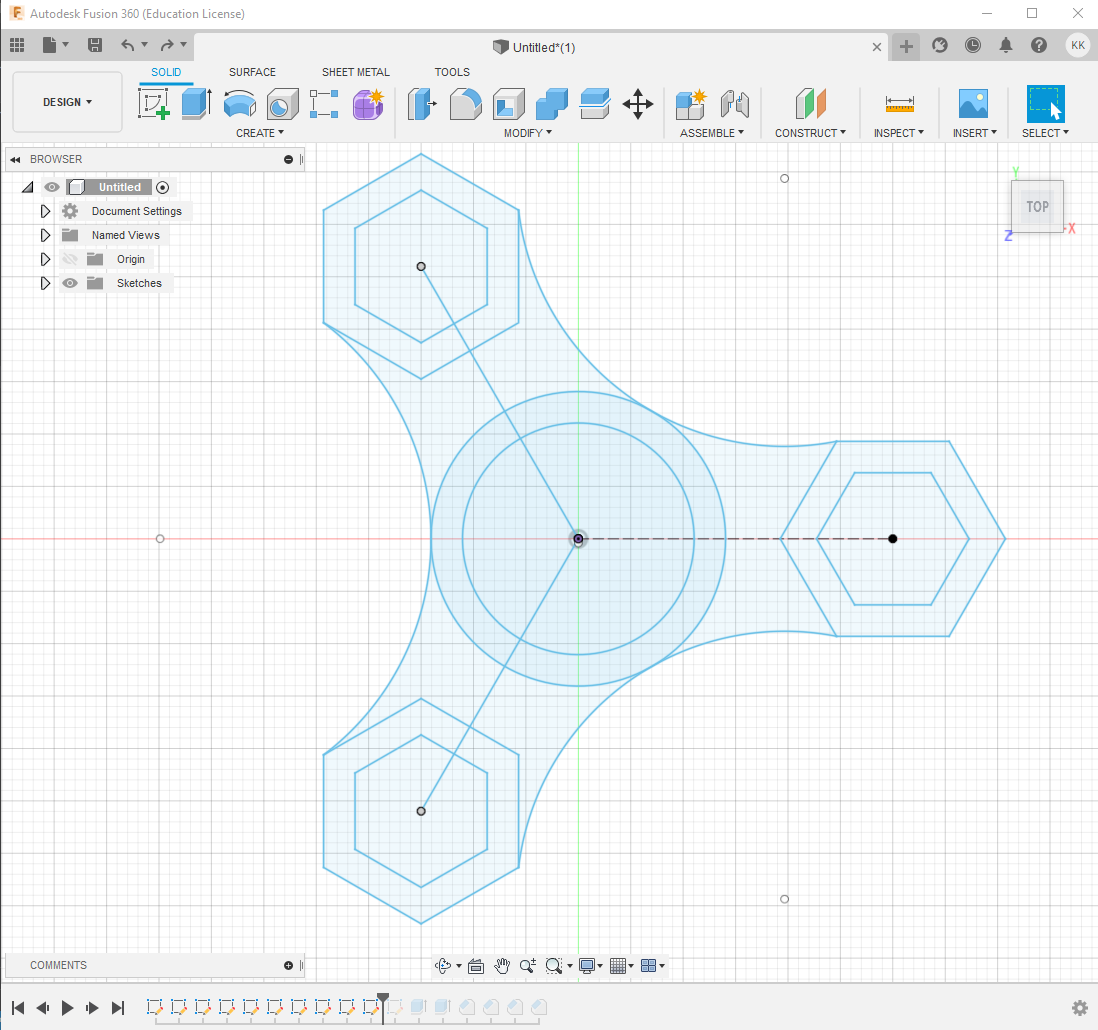 Autodesk Fusion 360 (Education License)
Untitled*(1)
KK
DESIGN
SOLID SURFACE SHEET METAL TOOLS
CREATE MODIFY ASSEMBLE CONSTRUCT INSPECT INSERT SELECT
BROWSER
Untitled
Document Settings
Named Views
Origin
Sketches
Y
TOP
X
Z
COMMENTS